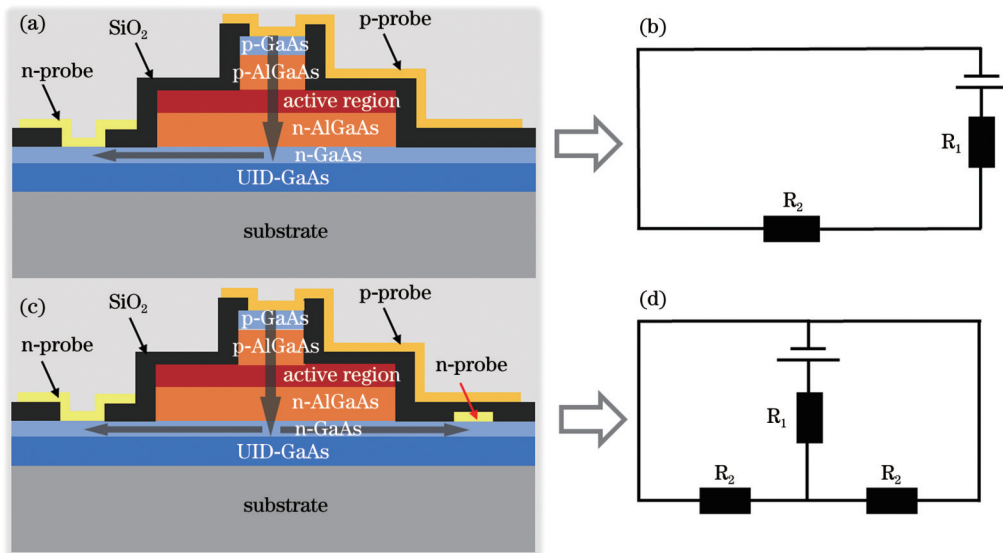 (a)
SiO₂
n-probe
p-probe
p-GaAs
p-AlGaAs
active region
n-AlGaAs
n-GaAs
UID-GaAs
substrate
(b)
R₁
R₂
(c)
SiO₂
n-probe
p-probe
n-probe
p-GaAs
p-AlGaAs
active region
n-AlGaAs
n-GaAs
UID-GaAs
substrate
(d)
R₁
R₂
R₂